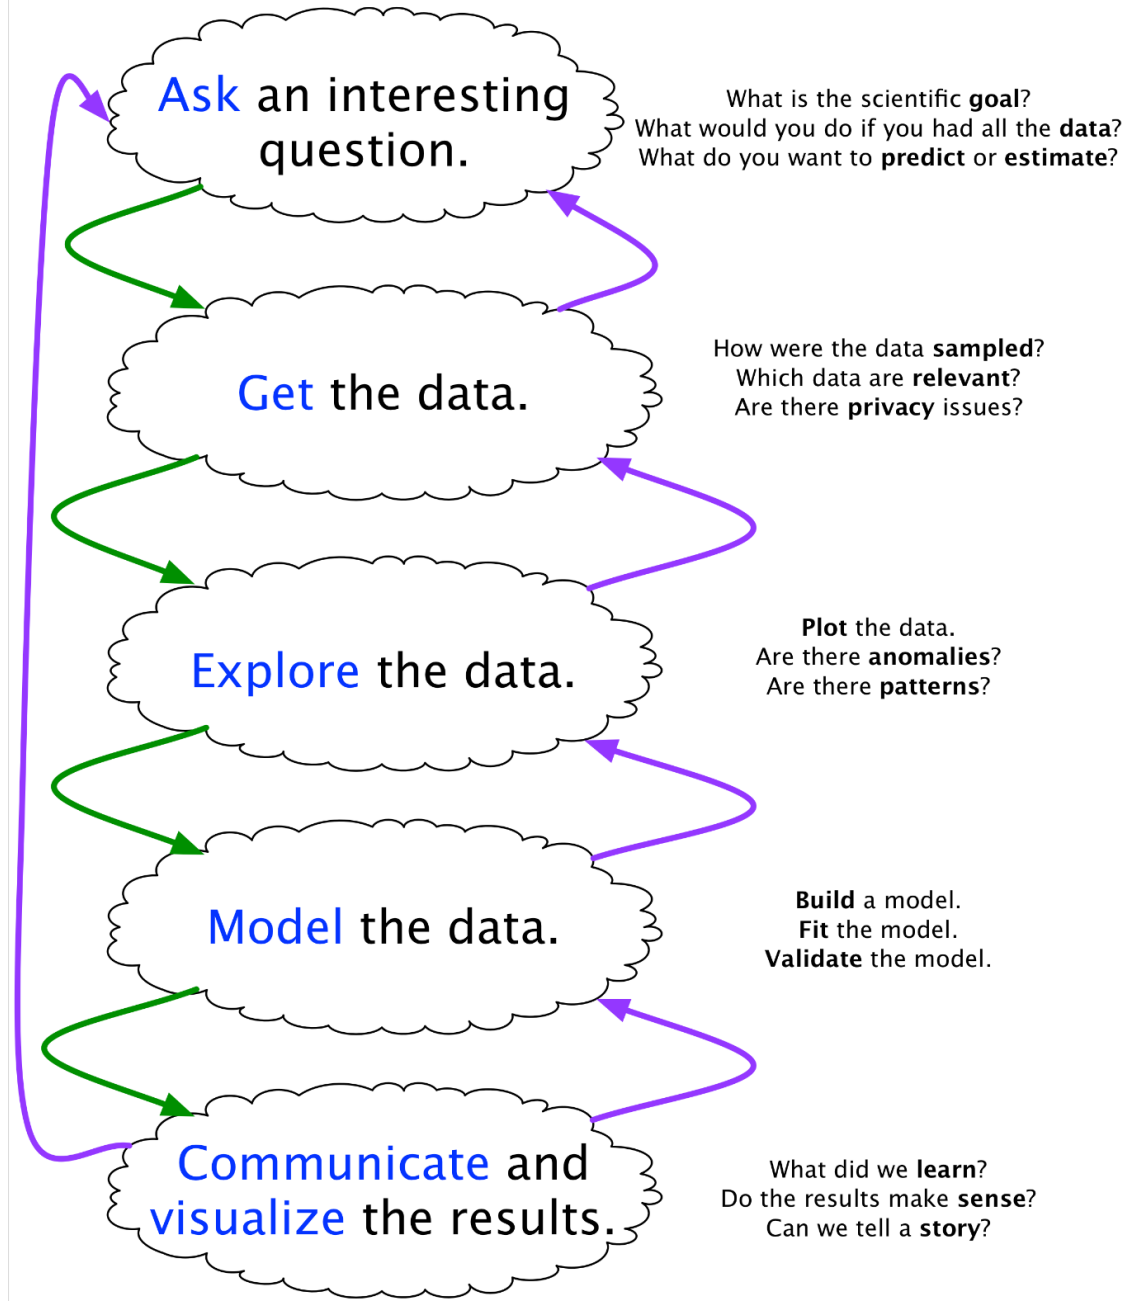 Ask an interesting
question.
What is the scientific goal?
What would you do if you had all the data?
What do you want to predict or estimate?
Get the data.
How were the data sampled?
Which data are relevant?
Are there privacy issues?
Explore the data.
Plot the data.
Are there anomalies?
Are there patterns?
Model the data.
Build a model.
Fit the model.
Validate the model.
Communicate and
visualize the results.
What did we learn?
Do the results make sense?
Can we tell a story?